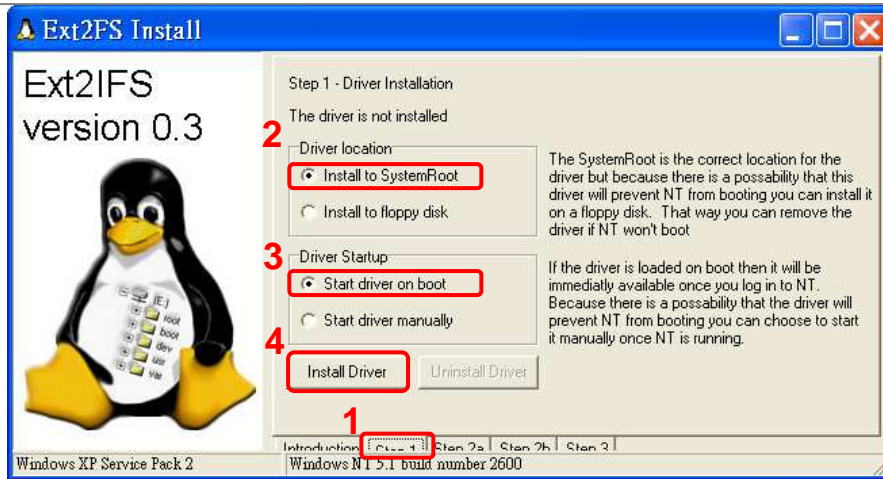 Ext2FS Install
Ext2IFS
version 0.3
Step 1 - Driver Installation
The driver is not installed
2
Driver location
Install to SystemRoot
Install to floppy disk
The SystemRoot is the correct location for the
driver but because there is a possability that this
driver will prevent NT from booting you can install it
on a floppy disk. That way you can remove the
driver if NT won't boot
3
Driver Startup
Start driver on boot
Start driver manually
If the driver is loaded on boot then it will be
immediatly available once you log in to NT.
Because there is a possability that the driver will
prevent NT from booting you can choose to start
it manually once NT is running.
4
Install Driver
Uninstall Driver
[E:]
root
boot
dev
usr
var
1
Introduction
Step 1
Step 2a
Step 2b
Step 3
Windows XP Service Pack 2
Windows NT 5.1 build number 2600